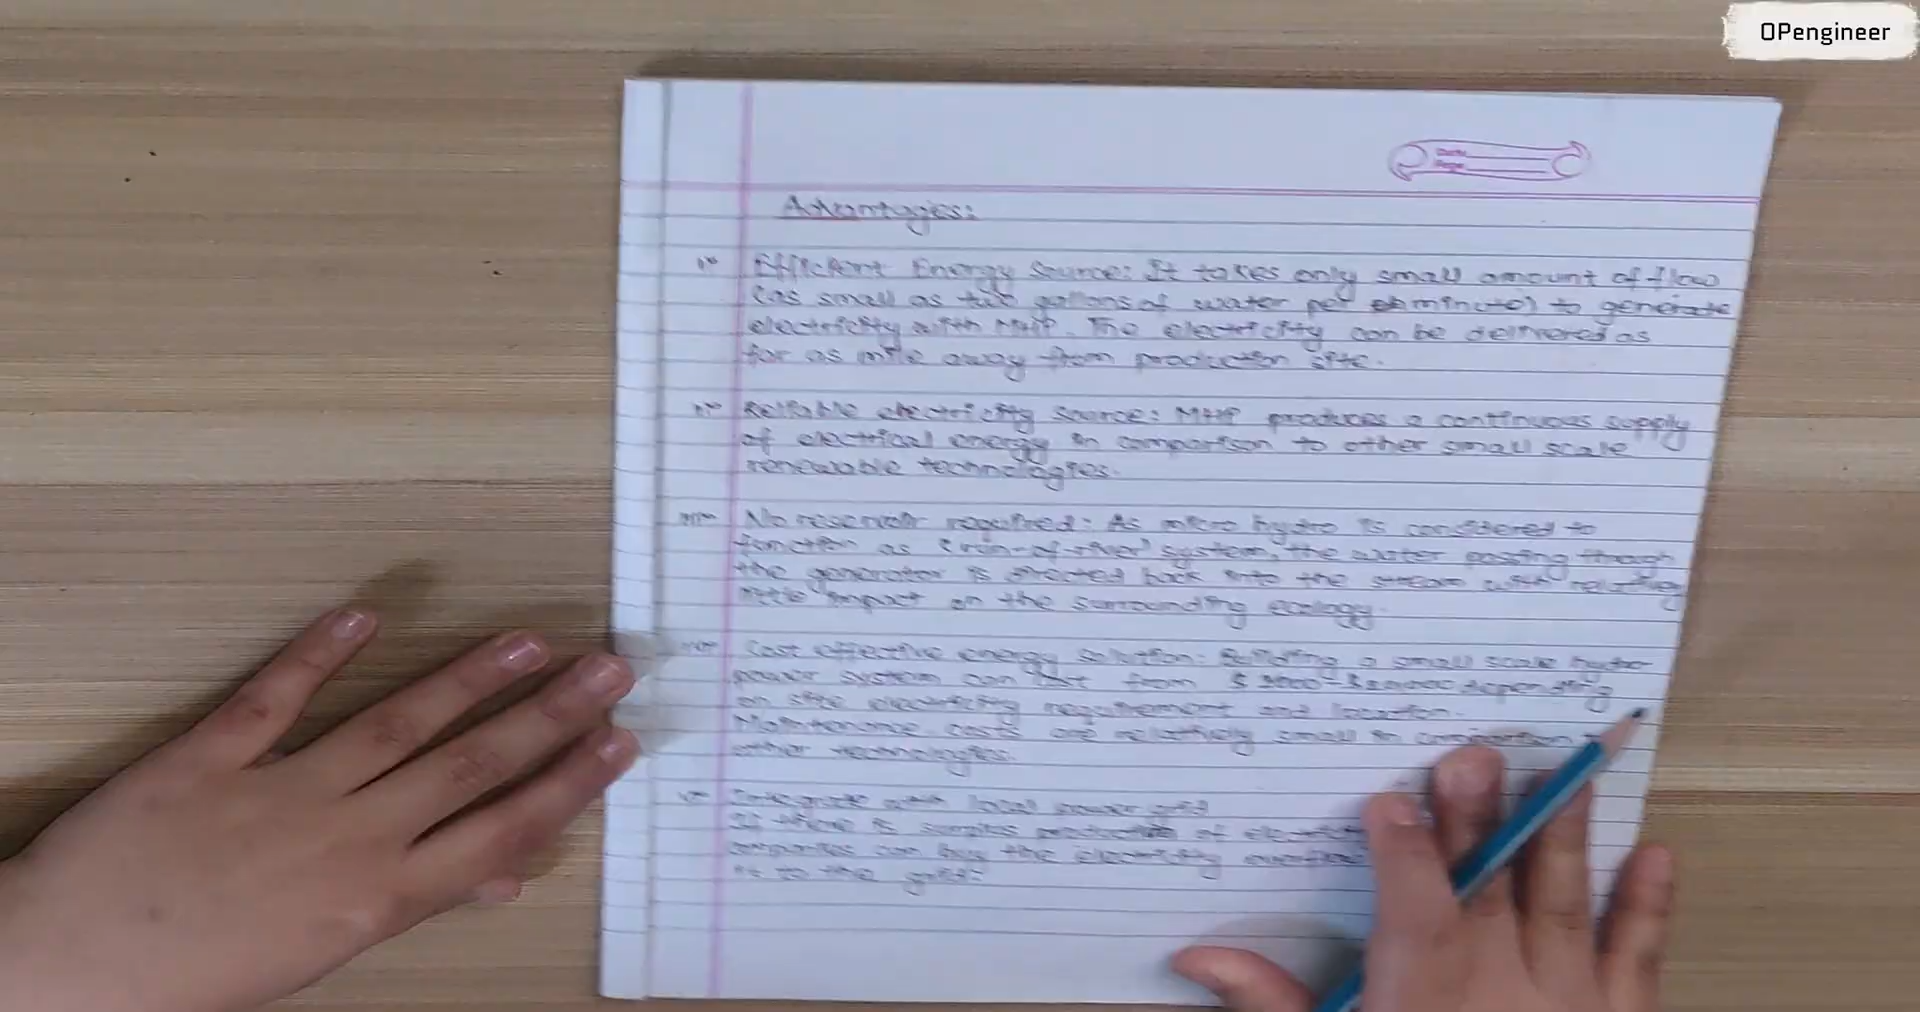 OPengineer
Date
Page
Advantages:
i. Efficient Energy Source: It takes only small amount of flow
(as small as two gallons of water per minute) to generate
electricity with MHP. The electricity can be delivered as
far as mile away from production site.
ii. Reliable electricity source: MHP produces a continuous supply
of electrical energy in comparison to other small scale
renewable technologies.
iii. No reservoir required: As micro hydro is considered to
function as 'run-of-river' system, the water passing through
the generator is directed back into the stream with relatively
little impact on the surrounding ecology.
iv. Cost effective energy solution: Building a small scale hydro
power system can cost from depending
on site electricity requirement and location.
Maintenance costs are relatively small in comparison
other technologies.
v. Integrate with local power grid
If there is surplus production of
companies can buy the electricity
it to the grid.